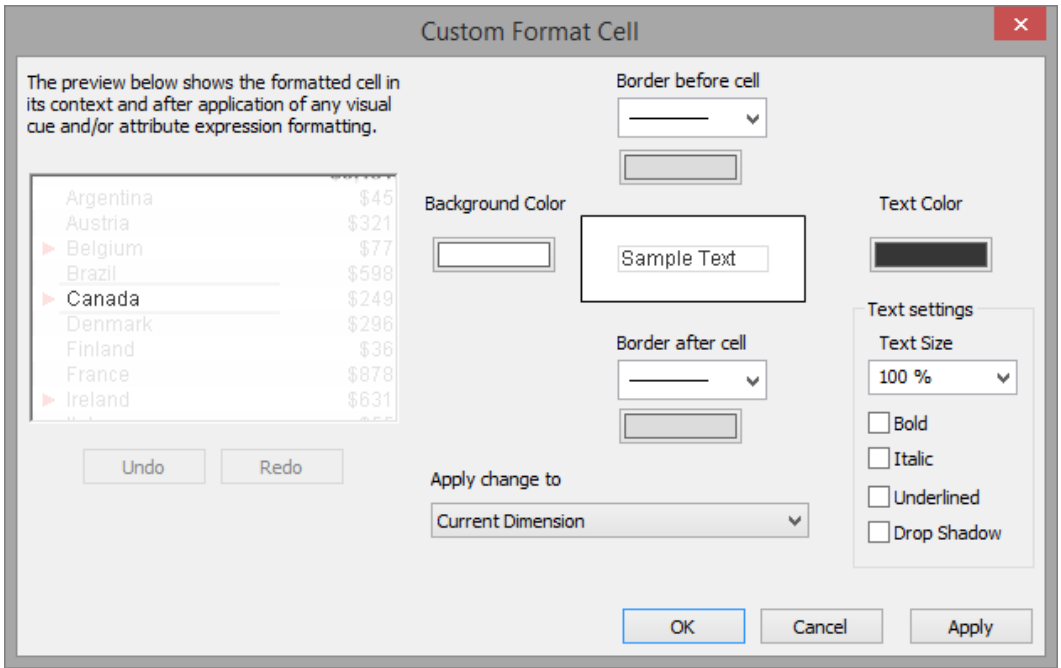 Custom Format Cell
The preview below shows the formatted cell in
its context and after application of any visual
cue and/or attribute expression formatting.
Argentina $45
Austria $321
Belgium $77
Brazil $598
Canada $249
Denmark $296
Finland $36
France $878
Ireland $631
Undo
Redo
Border before cell
Background Color
Sample Text
Text Color
Border after cell
Text settings
Text Size
100 %
Bold
Italic
Underlined
Drop Shadow
Apply change to
Current Dimension
OK
Cancel
Apply